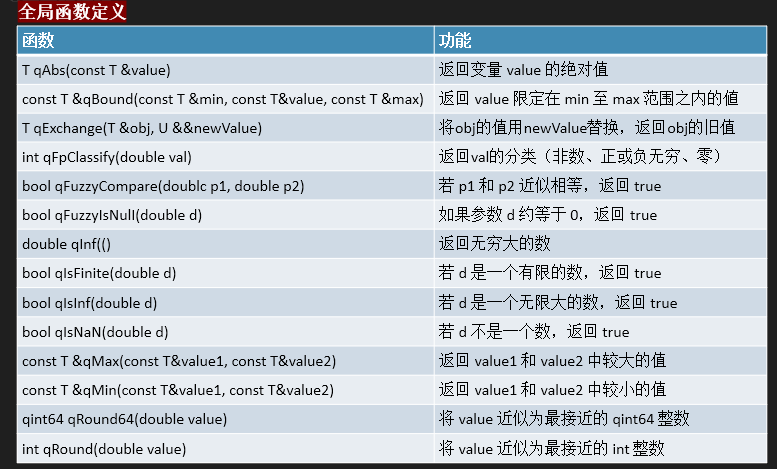 全局函数定义
函数 功能
T qAbs(const T &value) 返回变量 value 的绝对值
const T &qBound(const T &min, const T&value, const T &max) 返回 value 限定在 min 至 max 范围之内的值
T qExchange(T &obj, U &&newValue) 将obj的值用newValue替换，返回obj的旧值
int qFpClassify(double val) 返回val的分类（非数、正或负无穷、零）
bool qFuzzyCompare(doublc p1, double p2) 若 p1 和 p2 近似相等，返回 true
bool qFuzzyIsNulI(double d) 如果参数 d 约等于 0，返回 true
double qInf(() 返回无穷大的数
bool qIsFinite(double d) 若 d 是一个有限的数，返回 true
bool qIsInf(double d) 若 d 是一个无限大的数，返回 true
bool qIsNaN(double d) 若 d 不是一个数，返回 true
const T &qMax(const T&value1, const T&value2) 返回 value1 和 value2 中较大的值
const T &qMin(const T&value1, const T&value2) 返回 value1 和 value2 中较小的值
qint64 qRound64(double value) 将 value 近似为最接近的 qint64 整数
int qRound(double value) 将 value 近似为最接近的 int 整数